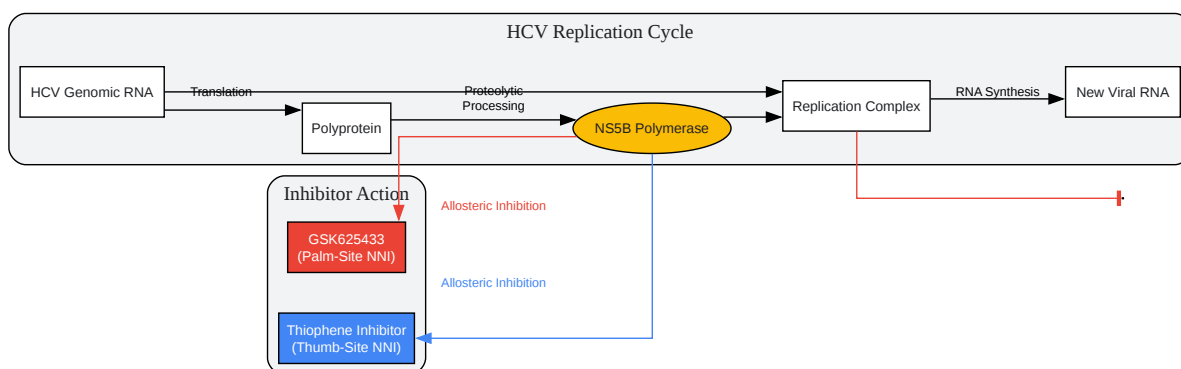 HCV Replication Cycle
HCV Genomic RNA
Translation
Polyprotein
Proteolytic
Processing
NS5B Polymerase
Replication Complex
RNA Synthesis
New Viral RNA
Inhibitor Action
GSK625433
(Palm-Site NNI)
Allosteric Inhibition
Allosteric Inhibition
Thiophene Inhibitor
(Thumb-Site NNI)